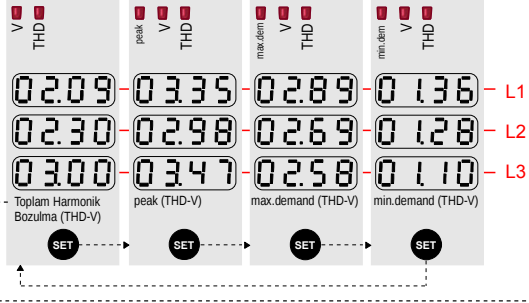 V THD
peak V THD
max.dem V THD
min.dem V THD
02.09 03.35 02.89 01.36 L1
02.30 02.98 02.69 01.28 L2
03.00 03.47 02.58 01.10 L3
Toplam Harmonik
Bozulma (THD-V)
peak (THD-V)
max.demand (THD-V)
min.demand (THD-V)
SET SET SET SET